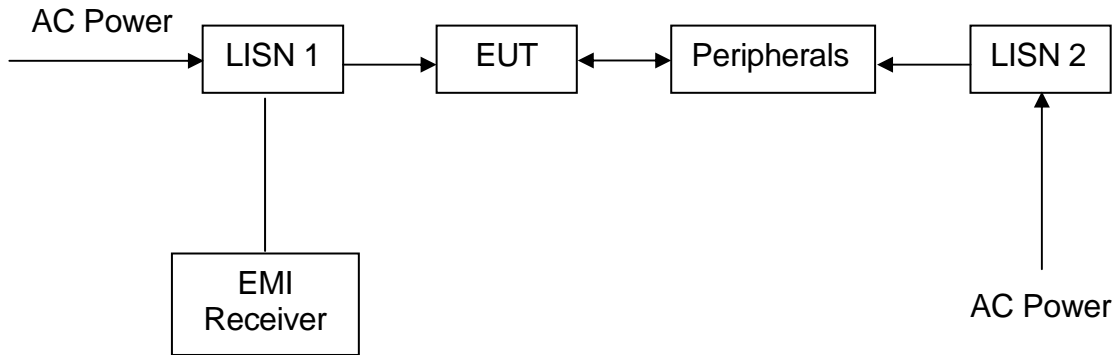 AC Power
LISN 1
EUT
Peripherals
LISN 2
EMI
Receiver
AC Power